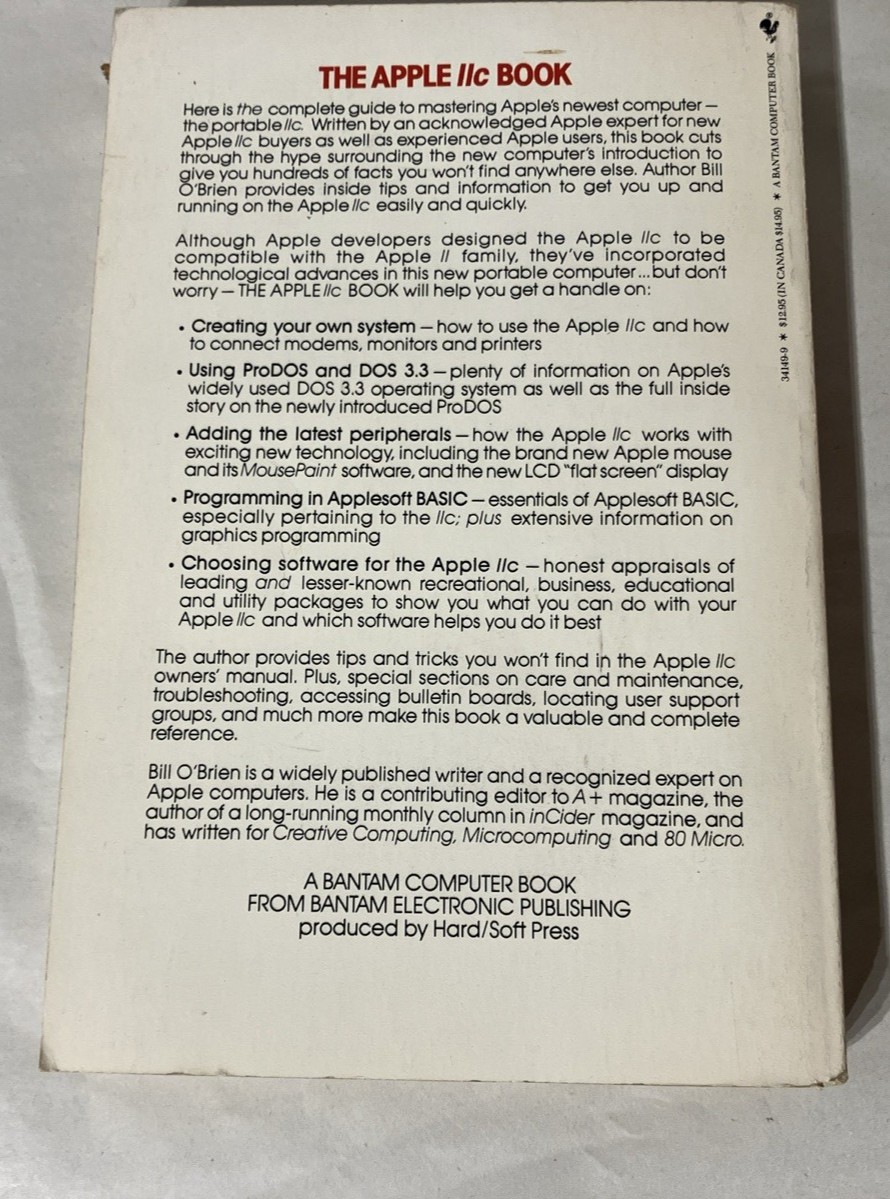 THE APPLE //c BOOK
Here is the complete guide to mastering Apple's newest computer —
the portable //c. Written by an acknowledged Apple expert for new
Apple //c buyers as well as experienced Apple users, this book cuts
through the hype surrounding the new computer's introduction to
give you hundreds of facts you won't find anywhere else. Author Bill
O'Brien provides inside tips and information to get you up and
running on the Apple //c easily and quickly.
Although Apple developers designed the Apple //c to be
compatible with the Apple // family, they've incorporated
technological advances in this new portable computer...but don't
worry — THE APPLE //c BOOK will help you get a handle on:
• Creating your own system — how to use the Apple //c and how
to connect modems, monitors and printers
• Using ProDOS and DOS 3.3 — plenty of information on Apple's
widely used DOS 3.3 operating system as well as the full inside
story on the newly introduced ProDOS
• Adding the latest peripherals — how the Apple //c works with
exciting new technology, including the brand new Apple mouse
and its MousePaint software, and the new LCD "flat screen" display
• Programming in Applesoft BASIC — essentials of Applesoft BASIC,
especially pertaining to the //c; plus extensive information on
graphics programming
• Choosing software for the Apple //c — honest appraisals of
leading and lesser-known recreational, business, educational
and utility packages to show you what you can do with your
Apple //c and which software helps you do it best
The author provides tips and tricks you won't find in the Apple //c
owners' manual. Plus, special sections on care and maintenance,
troubleshooting, accessing bulletin boards, locating user support
groups, and much more make this book a valuable and complete
reference.
Bill O'Brien is a widely published writer and a recognized expert on
Apple computers. He is a contributing editor to A+ magazine, the
author of a long-running monthly column in inCider magazine, and
has written for Creative Computing, Microcomputing and 80 Micro.
A BANTAM COMPUTER BOOK
FROM BANTAM ELECTRONIC PUBLISHING
produced by Hard/Soft Press
34149-9 * $12.95 (IN CANADA $14.95) * A BANTAM COMPUTER BOOK